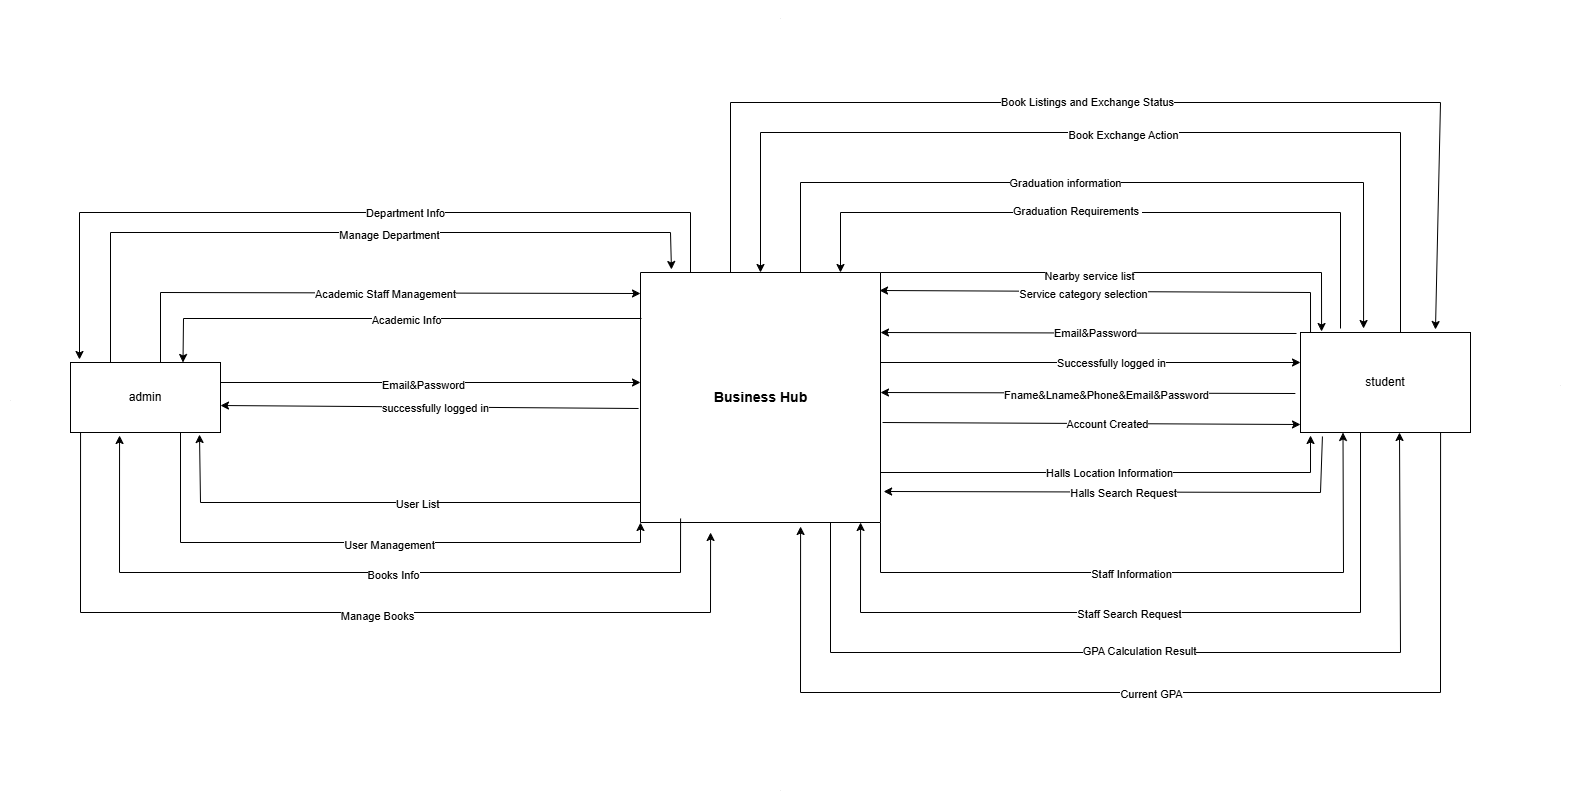 Book Listings and Exchange Status
Book Exchange Action
Graduation information
Graduation Requirements
Department Info
Manage Department
Academic Staff Management
Academic Info
Email&Password
successfully logged in
admin
User List
User Management
Books Info
Manage Books
Business Hub
Nearby service list
Service category selection
Email&Password
Successfully logged in
Fname&Lname&Phone&Email&Password
Account Created
student
Halls Location Information
Halls Search Request
Staff Information
Staff Search Request
GPA Calculation Result
Current GPA